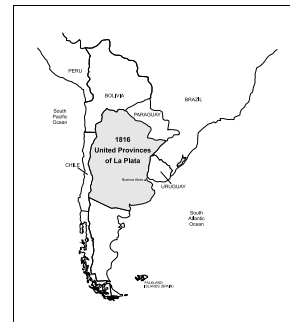 PERU
BOLIVIA
BRAZIL
South
Pacific
Ocean
PARAGUAY
1816
United Provinces
of La Plata
CHILE
Buenos Aires
URUGUAY
South
Atlantic
Ocean
FALKLAND
ISLANDS (SPAIN)